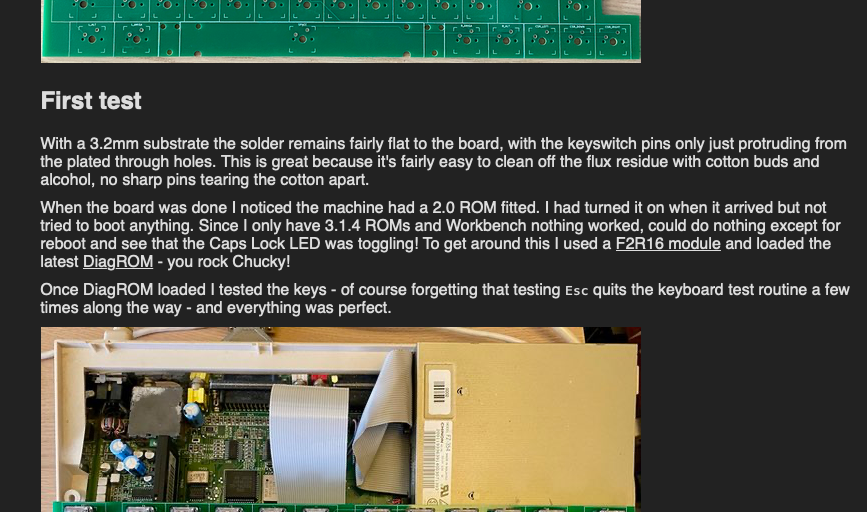 First test
With a 3.2mm substrate the solder remains fairly flat to the board, with the keyswitch pins only just protruding from
the plated through holes. This is great because it's fairly easy to clean off the flux residue with cotton buds and
alcohol, no sharp pins tearing the cotton apart.
When the board was done I noticed the machine had a 2.0 ROM fitted. I had turned it on when it arrived but not
tried to boot anything. Since I only have 3.1.4 ROMs and Workbench nothing worked, could do nothing except for
reboot and see that the Caps Lock LED was toggling! To get around this I used a F2R16 module and loaded the
latest DiagROM - you rock Chucky!
Once DiagROM loaded I tested the keys - of course forgetting that testing Esc quits the keyboard test routine a few
times along the way - and everything was perfect.